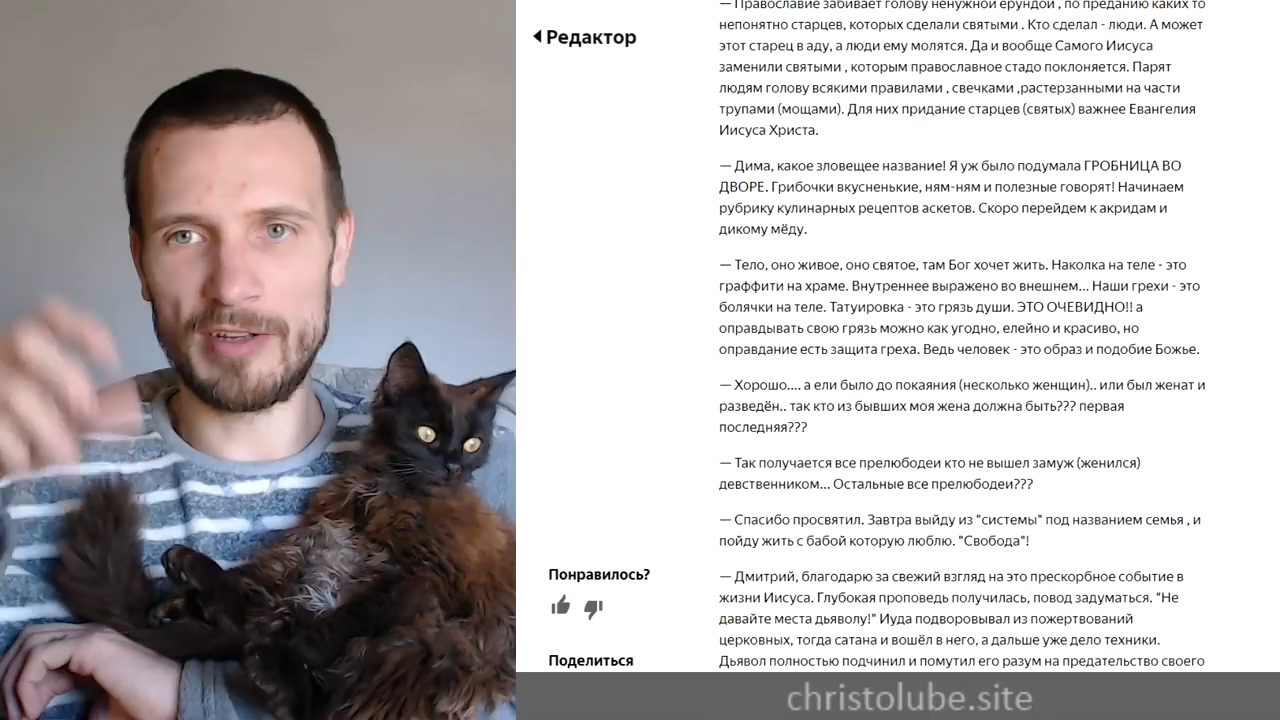 Редактор
— Православие забивает голову ненужной ерундой , по преданию каких то
непонятно старцев, которых сделали святыми . Кто сделал - люди. А может
этот старец в аду, а люди ему молятся. Да и вообще Самого Иисуса
заменили святыми , которым православное стадо поклоняется. Парят
людям голову всякими правилами , свечками ,растерзанными на части
трупами (мощами). Для них придание старцев (святых) важнее Евангелия
Иисуса Христа.
— Дима, какое зловещее название! Я уж было подумала ГРОБНИЦА ВО
ДВОРЕ. Грибочки вкусненькие, ням-ням и полезные говорят! Начинаем
рубрику кулинарных рецептов аскетов. Скоро перейдем к акридам и
дикому мёду.
— Тело, оно живое, оно святое, там Бог хочет жить. Наколка на теле - это
граффити на храме. Внутреннее выражено во внешнем... Наши грехи - это
болячки на теле. Татуировка - это грязь души. ЭТО ОЧЕВИДНО!! а
оправдывать свою грязь можно как угодно, елейно и красиво, но
оправдание есть защита греха. Ведь человек - это образ и подобие Божье.
— Хорошо.... а ели было до покаяния (несколько женщин).. или был женат и
разведён.. так кто из бывших моя жена должна быть??? первая
последняя???
— Так получается все прелюбодеи кто не вышел замуж (женился)
девственником... Остальные все прелюбодеи???
— Спасибо просвятил. Завтра выйду из "системы" под названием семья , и
пойду жить с бабой которую люблю. "Свобода"!
— Дмитрий, благодарю за свежий взгляд на это прескорбное событие в
жизни Иисуса. Глубокая проповедь получилась, повод задуматься. "Не
давайте места дьяволу!" Иуда подворовывал из пожертвований
церковных, тогда сатана и вошёл в него, а дальше уже дело техники.
Дьявол полностью подчинил и помутил его разум на предательство своего
Понравилось?
Поделиться
christolube.site